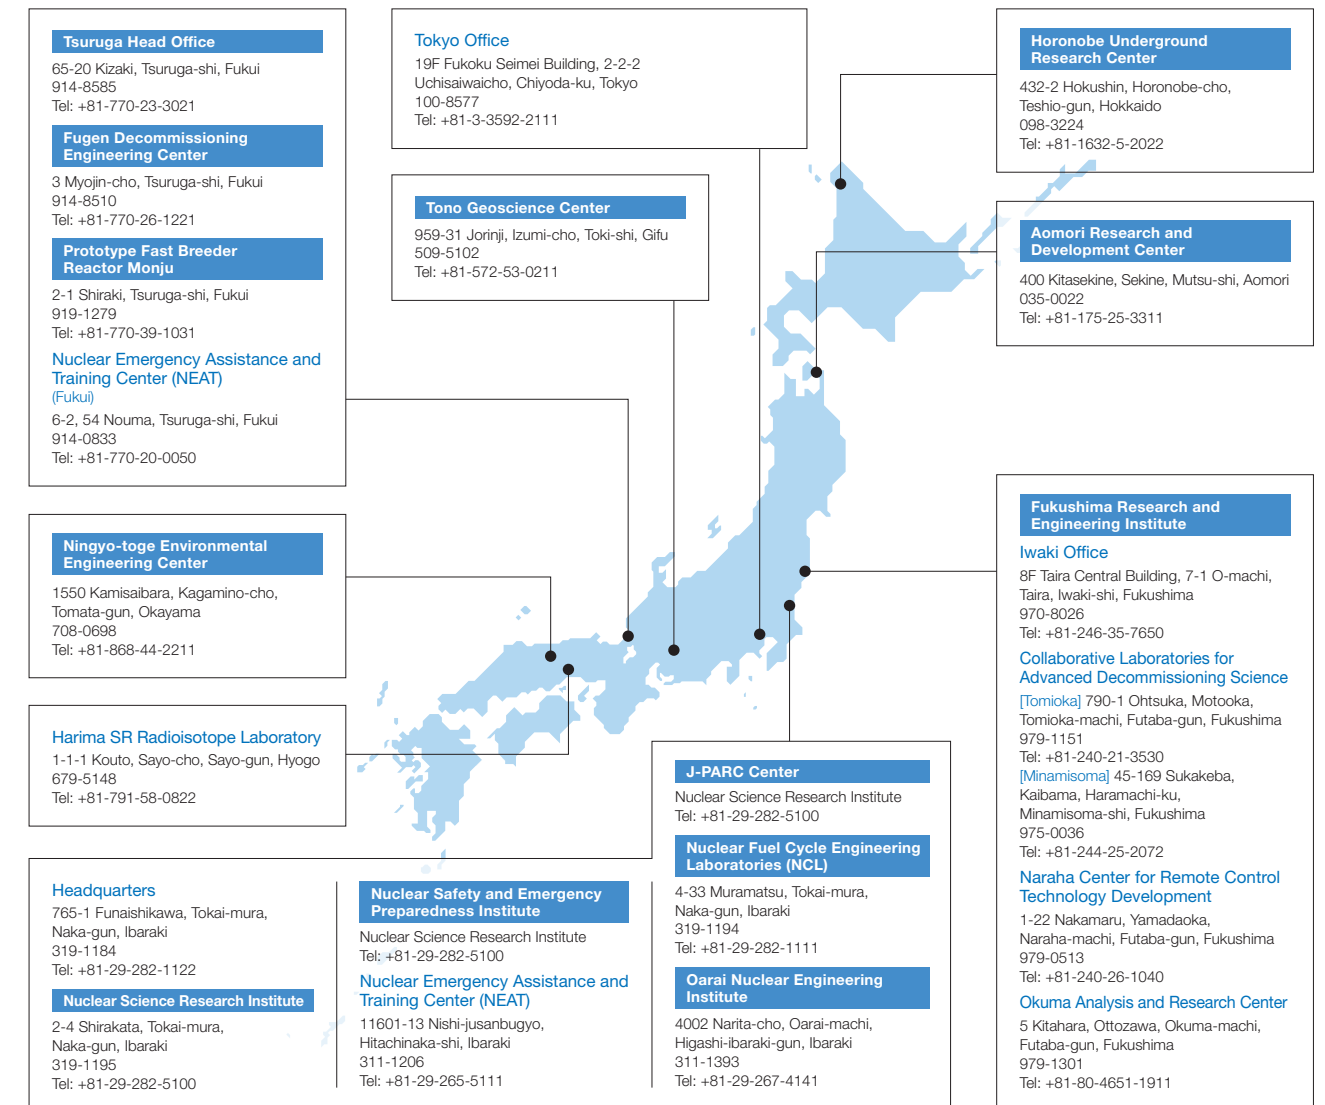 Tsuruga Head Office
65-20 Kizaki, Tsuruga-shi, Fukui
914-8585
Tel: +81-770-23-3021
Fugen Decommissioning
Engineering Center
3 Myojin-cho, Tsuruga-shi, Fukui
914-8510
Tel: +81-770-26-1221
Prototype Fast Breeder
Reactor Monju
2-1 Shiraki, Tsuruga-shi, Fukui
919-1279
Tel: +81-770-39-1031
Nuclear Emergency Assistance and
Training Center (NEAT)
(Fukui)
6-2, 54 Nouma, Tsuruga-shi, Fukui
914-0833
Tel: +81-770-20-0050
Tokyo Office
19F Fukoku Seimei Building, 2-2-2
Uchisaiwaicho, Chiyoda-ku, Tokyo
100-8577
Tel: +81-3-3592-2111
Tono Geoscience Center
959-31 Jorinji, Izumi-cho, Toki-shi, Gifu
509-5102
Tel: +81-572-53-0211
Horonobe Underground
Research Center
432-2 Hokushin, Horonobe-cho,
Teshio-gun, Hokkaido
098-3224
Tel: +81-1632-5-2022
Aomori Research and
Development Center
400 Kitasekine, Sekine, Mutsu-shi, Aomori
035-0022
Tel: +81-175-25-3311
Ningyo-toge Environmental
Engineering Center
1550 Kamisaibara, Kagamino-cho,
Tomata-gun, Okayama
708-0698
Tel: +81-868-44-2211
Harima SR Radioisotope Laboratory
1-1-1 Kouto, Sayo-cho, Sayo-gun, Hyogo
679-5148
Tel: +81-791-58-0822
Headquarters
765-1 Funaishikawa, Tokai-mura,
Naka-gun, Ibaraki
319-1184
Tel: +81-29-282-1122
Nuclear Science Research Institute
2-4 Shirakata, Tokai-mura,
Naka-gun, Ibaraki
319-1195
Tel: +81-29-282-5100
Nuclear Safety and Emergency
Preparedness Institute
Nuclear Science Research Institute
Tel: +81-29-282-5100
Nuclear Emergency Assistance and
Training Center (NEAT)
11601-13 Nishi-jusanbugyo,
Hitachinaka-shi, Ibaraki
311-1206
Tel: +81-29-265-5111
J-PARC Center
Nuclear Science Research Institute
Tel: +81-29-282-5100
Nuclear Fuel Cycle Engineering
Laboratories (NCL)
4-33 Muramatsu, Tokai-mura,
Naka-gun, Ibaraki
319-1194
Tel: +81-29-282-1111
Oarai Nuclear Engineering
Institute
4002 Narita-cho, Oarai-machi,
Higashi-ibaraki-gun, Ibaraki
311-1393
Tel: +81-29-267-4141
Fukushima Research and
Engineering Institute
Iwaki Office
8F Taira Central Building, 7-1 O-machi,
Taira, Iwaki-shi, Fukushima
970-8026
Tel: +81-246-35-7650
Collaborative Laboratories for
Advanced Decommissioning Science
[Tomioka] 790-1 Ohtsuka, Motooka,
Tomioka-machi, Futaba-gun, Fukushima
979-1151
Tel: +81-240-21-3530
[Minamisoma] 45-169 Sukakeba,
Kaibama, Haramachi-ku,
Minamisoma-shi, Fukushima
975-0036
Tel: +81-244-25-2072
Naraha Center for Remote Control
Technology Development
1-22 Nakamaru, Yamadaoka,
Naraha-machi, Futaba-gun, Fukushima
979-0513
Tel: +81-240-26-1040
Okuma Analysis and Research Center
5 Kitahara, Ottozawa, Okuma-machi,
Futaba-gun, Fukushima
979-1301
Tel: +81-80-4651-1911